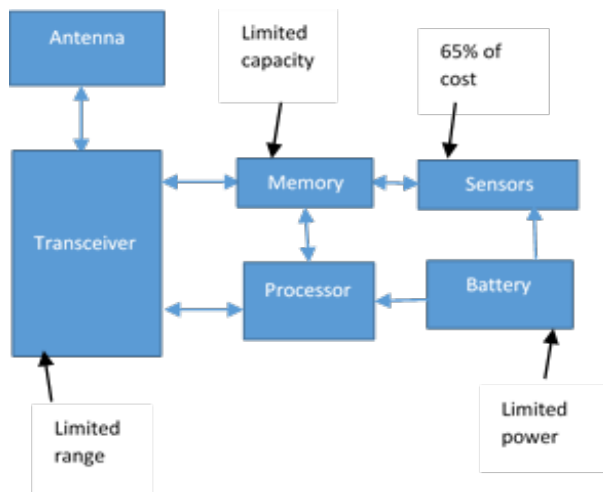 Antenna
Limited
capacity
65% of
cost
Memory
Sensors
Transceiver
Processor
Battery
Limited
range
Limited
power